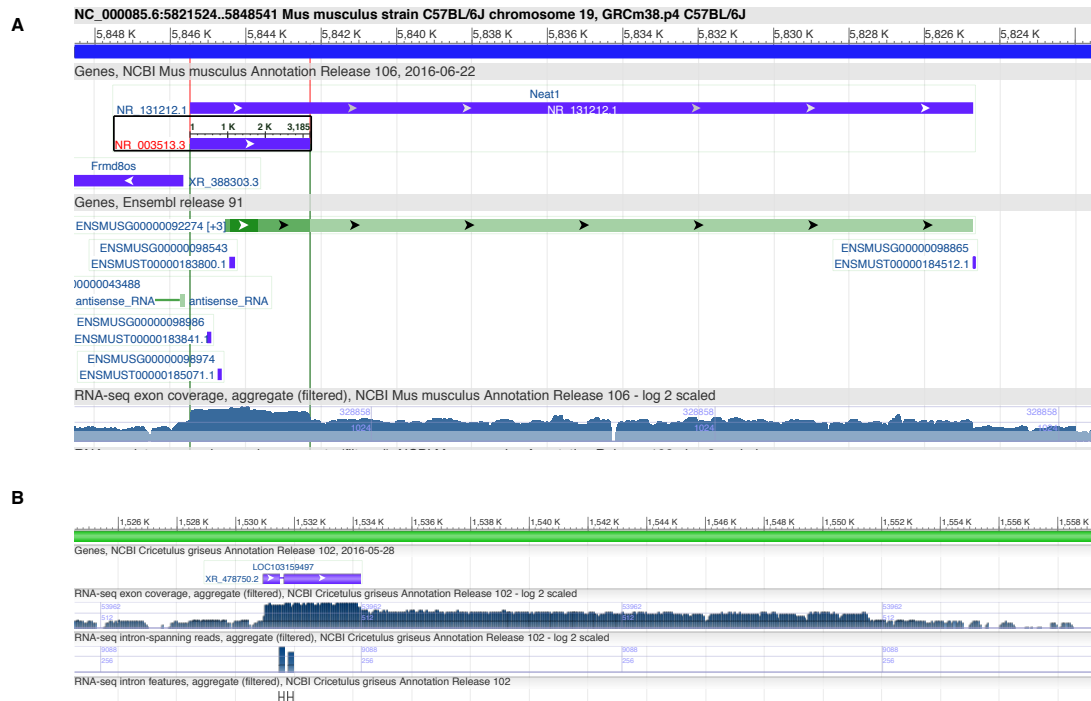 A
NC_000085.6:5821524..5848541 Mus musculus strain C57BL/6J chromosome 19, GRCm38.p4 C57BL/6J
5,848 K 5,846 K 5,844 K 5,842 K 5,840 K 5,838 K 5,836 K 5,834 K 5,832 K 5,830 K 5,828 K 5,826 K 5,824 K
Genes, NCBI Mus musculus Annotation Release 106, 2016-06-22
Neat1
NR_131212.1 NR_131212.1
1 1 K 2 K 3,185
NR_003513.3
Frmd8os
XR_388303.3
Genes, Ensembl release 91
ENSMUSG00000092274 [+3]
ENSMUSG00000098543 ENSMUSG00000098865
ENSMUST00000183800.1 ENSMUST00000184512.1
00000043488
antisense_RNA antisense_RNA
ENSMUSG00000098986
ENSMUST00000183841.1
ENSMUSG00000098974
ENSMUST00000185071.1
RNA-seq exon coverage, aggregate (filtered), NCBI Mus musculus Annotation Release 106 - log 2 scaled
328858 328858 328858
1024 1024 1024
B
1,526 K 1,528 K 1,530 K 1,532 K 1,534 K 1,536 K 1,538 K 1,540 K 1,542 K 1,544 K 1,546 K 1,548 K 1,550 K 1,552 K 1,554 K 1,556 K 1,558 K
Genes, NCBI Cricetulus griseus Annotation Release 102, 2016-05-28
LOC103159497
XR_478750.2
RNA-seq exon coverage, aggregate (filtered), NCBI Cricetulus griseus Annotation Release 102 - log 2 scaled
53962 53962 53962 53962
512 512 512 512
RNA-seq intron-spanning reads, aggregate (filtered), NCBI Cricetulus griseus Annotation Release 102 - log 2 scaled
9088 9088 9088 9088
256 256 256 256
RNA-seq intron features, aggregate (filtered), NCBI Cricetulus griseus Annotation Release 102